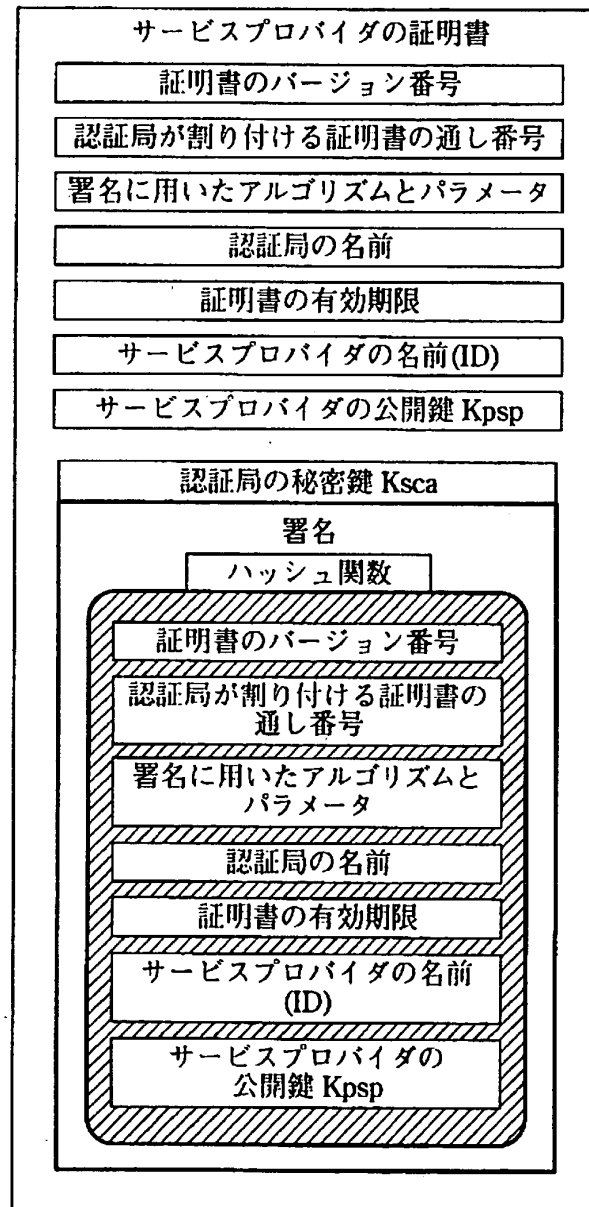 サービスプロバイダの証明書
証明書のバージョン番号
認証局が割り付ける証明書の通し番号
署名に用いたアルゴリズムとパラメータ
認証局の名前
証明書の有効期限
サービスプロバイダの名前(ID)
サービスプロバイダの公開鍵 Kpsp
認証局の秘密鍵 Ksca
署名
ハッシュ関数
証明書のバージョン番号
認証局が割り付ける証明書の
通し番号
署名に用いたアルゴリズムと
パラメータ
認証局の名前
証明書の有効期限
サービスプロバイダの名前
(ID)
サービスプロバイダの
公開鍵 Kpsp